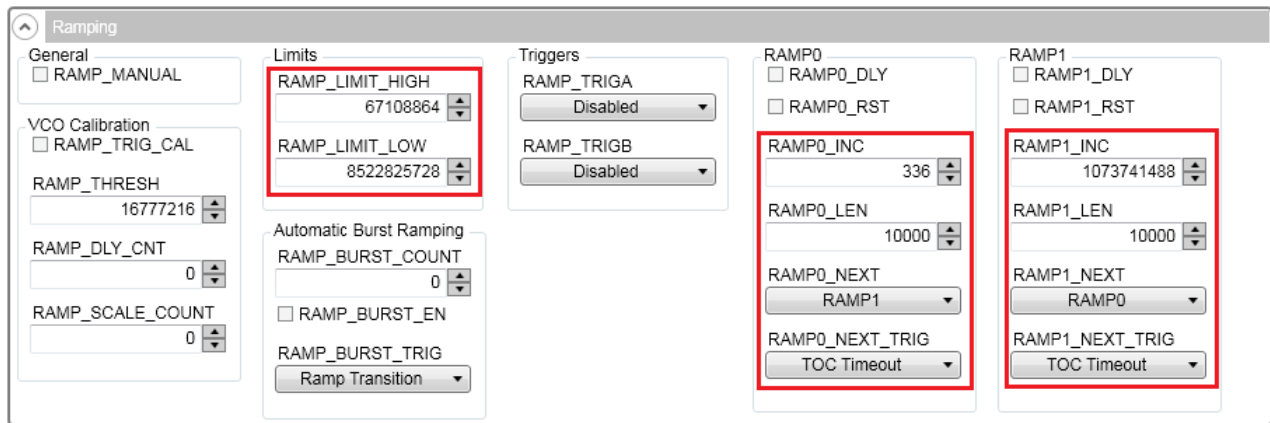 Ramping
General
RAMP_MANUAL
VCO Calibration
RAMP_TRIG_CAL
RAMP_THRESH
16777216
RAMP_DLY_CNT
0
RAMP_SCALE_COUNT
0
Limits
RAMP_LIMIT_HIGH
67108864
RAMP_LIMIT_LOW
8522825728
Automatic Burst Ramping
RAMP_BURST_COUNT
0
RAMP_BURST_EN
RAMP_BURST_TRIG
Ramp Transition
Triggers
RAMP_TRIGA
Disabled
RAMP_TRIGB
Disabled
RAMP0
RAMP0_DLY
RAMP0_RST
RAMP0_INC
336
RAMP0_LEN
10000
RAMP0_NEXT
RAMP1
RAMP0_NEXT_TRIG
TOC Timeout
RAMP1
RAMP1_DLY
RAMP1_RST
RAMP1_INC
1073741488
RAMP1_LEN
10000
RAMP1_NEXT
RAMP0
RAMP1_NEXT_TRIG
TOC Timeout